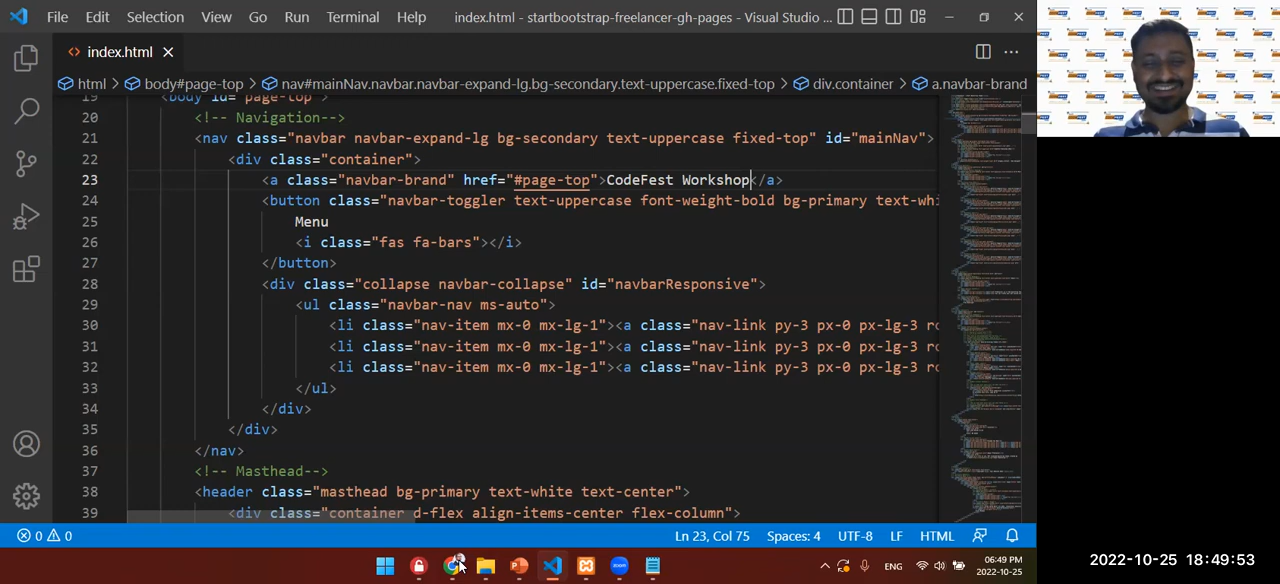 File Edit Selection View Go Run Terminal Help index.html - startbootstrap-freelancer-gh-pages - Visual Studio ...
<> index.html
html > body#page-top > nav#mainNav.navbar.navbar-expand-lg.bg-secondary.text-uppercase.fixed-top > div.container > a.navbar-brand
19 <body id="page-top">
20 <!-- Navigation-->
21 <nav class="navbar navbar-expand-lg bg-secondary text-uppercase fixed-top" id="mainNav">
22 <div class="container">
23 <a class="navbar-brand" href="#page-top">CodeFest Workshop</a>
24 <button class="navbar-toggler text-uppercase font-weight-bold bg-primary text-whi
25 Menu
26 <i class="fas fa-bars"></i>
27 </button>
28 <div class="collapse navbar-collapse" id="navbarResponsive">
29 <ul class="navbar-nav ms-auto">
30 <li class="nav-item mx-0 mx-lg-1"><a class="nav-link py-3 px-0 px-lg-3 ro
31 <li class="nav-item mx-0 mx-lg-1"><a class="nav-link py-3 px-0 px-lg-3 ro
32 <li class="nav-item mx-0 mx-lg-1"><a class="nav-link py-3 px-0 px-lg-3 ro
33 </ul>
34 </div>
35 </div>
36 </nav>
37 <!-- Masthead-->
38 <header class="masthead bg-primary text-white text-center">
39 <div class="container d-flex align-items-center flex-column">
0 0 Ln 23, Col 75 Spaces: 4 UTF-8 LF HTML
zoom ENG 06:49 PM
2022-10-25
2022-10-25 18:49:53